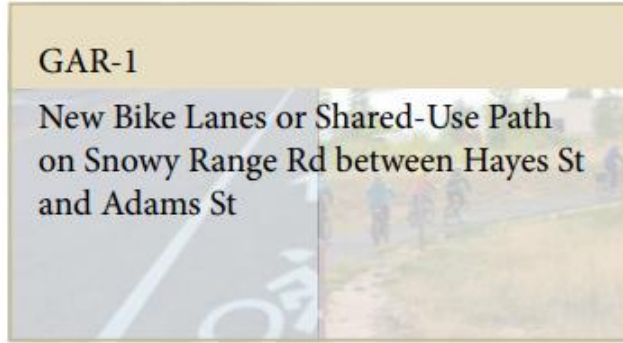 GAR-1
New Bike Lanes or Shared-Use Path
on Snowy Range Rd between Hayes St
and Adams St